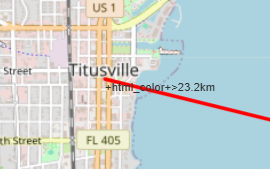 US 1
Street
Titusville
+html_color+>23.2km
th Street
FL 405